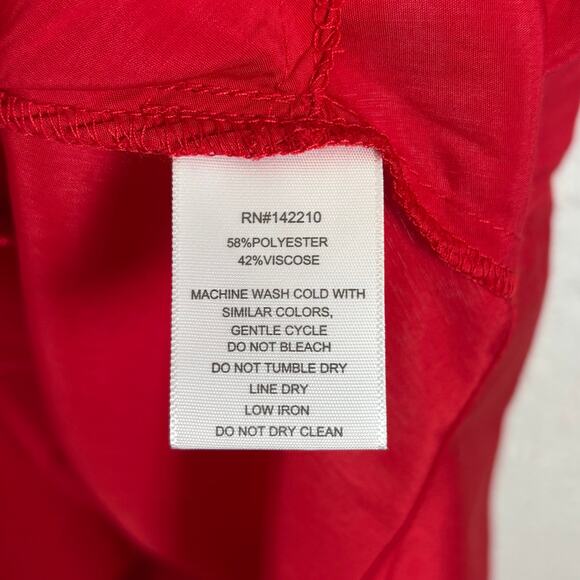 RN#142210
58%POLYESTER
42%VISCOSE
MACHINE WASH COLD WITH
SIMILAR COLORS,
GENTLE CYCLE
DO NOT BLEACH
DO NOT TUMBLE DRY
LINE DRY
LOW IRON
DO NOT DRY CLEAN